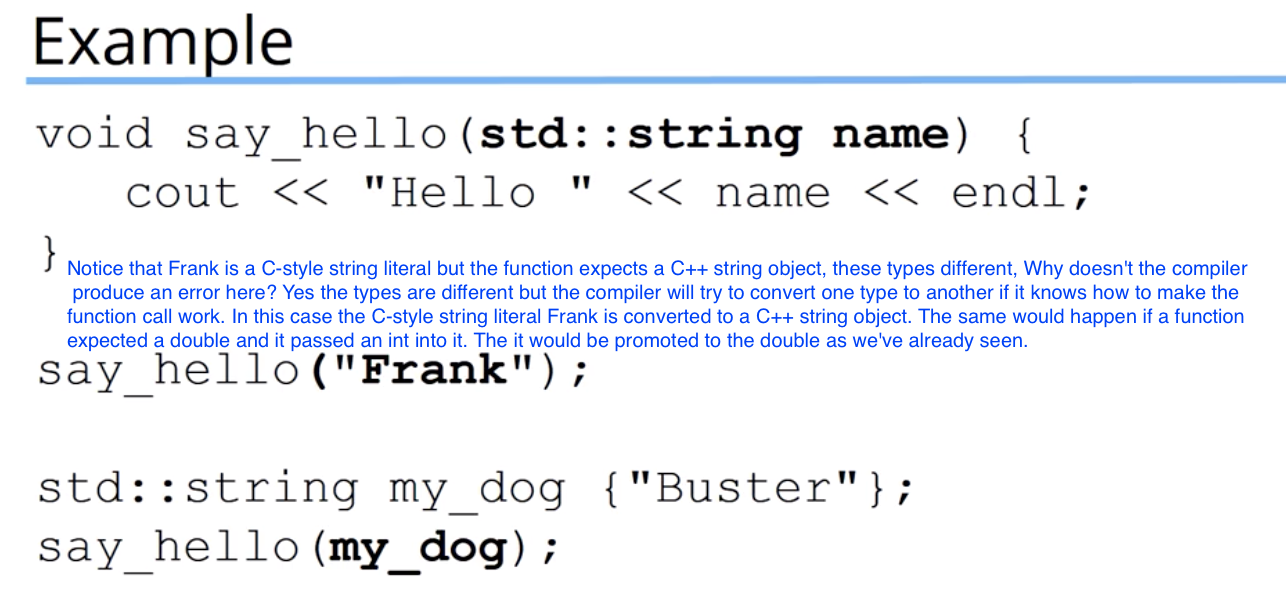 Example
void say_hello(std::string name) {
cout << "Hello " << name << endl;
}
Notice that Frank is a C-style string literal but the function expects a C++ string object, these types different, Why doesn't the compiler
produce an error here? Yes the types are different but the compiler will try to convert one type to another if it knows how to make the
function call work. In this case the C-style string literal Frank is converted to a C++ string object. The same would happen if a function
expected a double and it passed an int into it. The it would be promoted to the double as we've already seen.
say_hello("Frank");
std::string my_dog {"Buster"};
say_hello(my_dog);